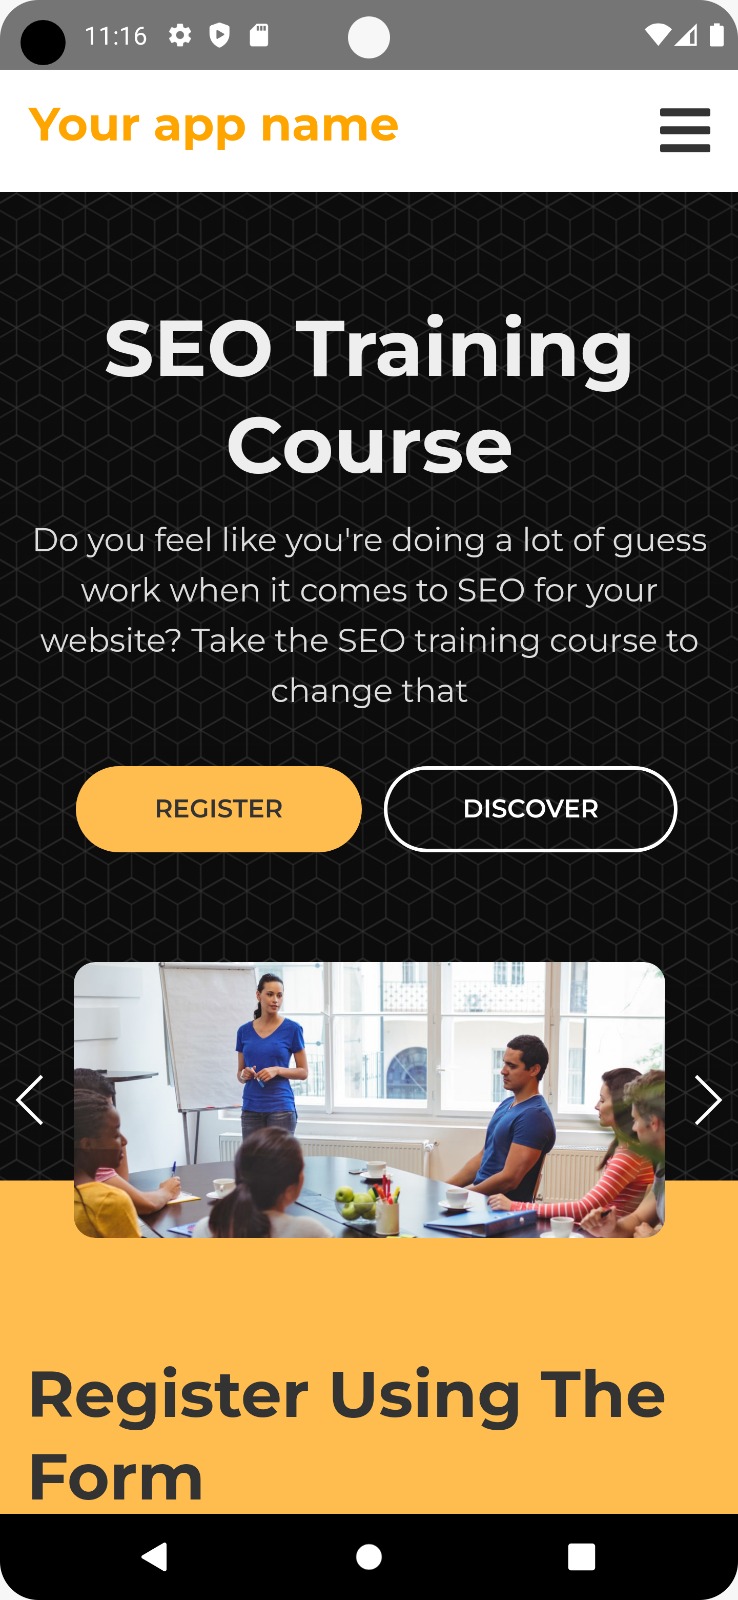 11:16
Your app name
SEO Training
Course
Do you feel like you're doing a lot of guess
work when it comes to SEO for your
website? Take the SEO training course to
change that
REGISTER
DISCOVER
Register Using The
Form